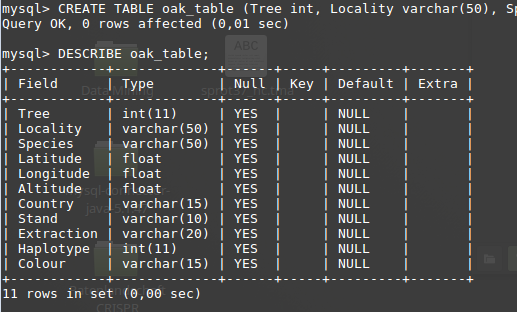 mysql> CREATE TABLE oak_table (Tree int, Locality varchar(50), Sp
Query OK, 0 rows affected (0,01 sec)
mysql> DESCRIBE oak_table;
+------------+-------------+------+-----+---------+-------+
| Field | Type | Null | Key | Default | Extra |
+------------+-------------+------+-----+---------+-------+
| Tree | int(11) | YES | | NULL | |
| Locality | varchar(50) | YES | | NULL | |
| Species | varchar(50) | YES | | NULL | |
| Latitude | float | YES | | NULL | |
| Longitude | float | YES | | NULL | |
| Altitude | float | YES | | NULL | |
| Country | varchar(15) | YES | | NULL | |
| Stand | varchar(10) | YES | | NULL | |
| Extraction | varchar(20) | YES | | NULL | |
| Haplotype | int(11) | YES | | NULL | |
| Colour | varchar(15) | YES | | NULL | |
+------------+-------------+------+-----+---------+-------+
11 rows in set (0,00 sec)
ABC
CRISPR